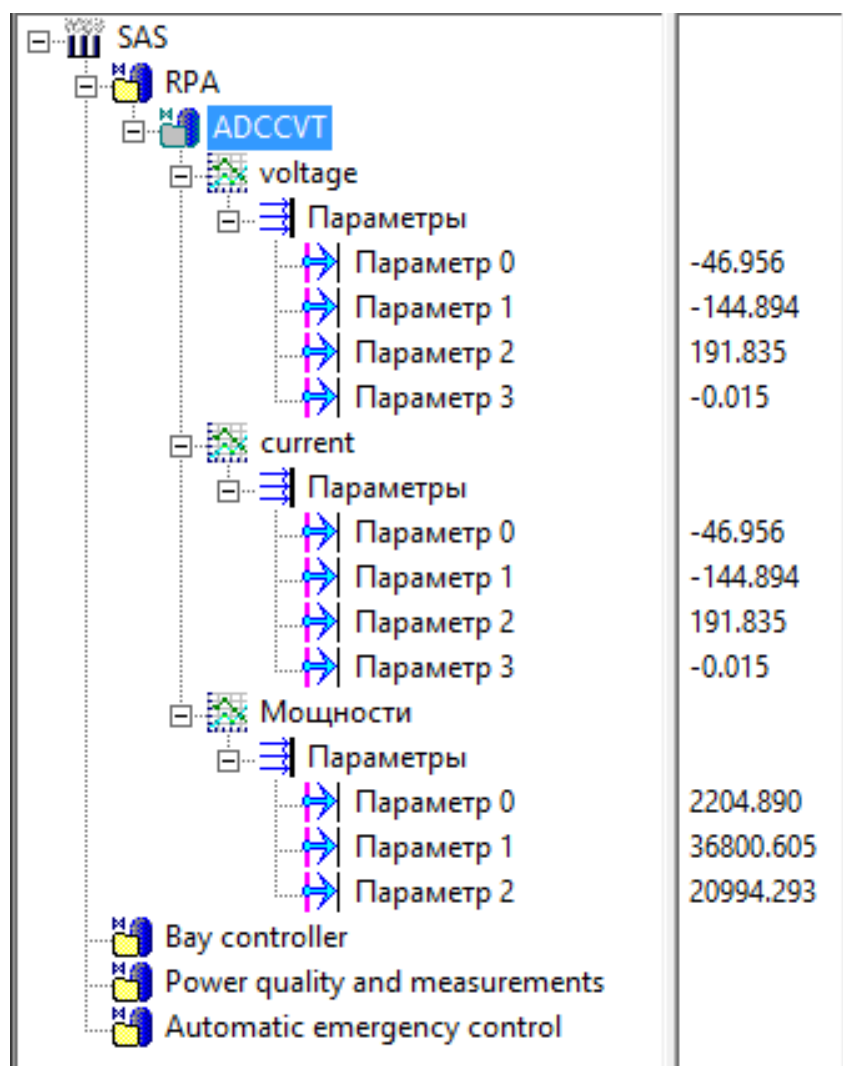 SAS
RPA
ADCCVT
voltage
Параметры
Параметр 0 -46.956
Параметр 1 -144.894
Параметр 2 191.835
Параметр 3 -0.015
current
Параметры
Параметр 0 -46.956
Параметр 1 -144.894
Параметр 2 191.835
Параметр 3 -0.015
Мощности
Параметры
Параметр 0 2204.890
Параметр 1 36800.605
Параметр 2 20994.293
Bay controller
Power quality and measurements
Automatic emergency control